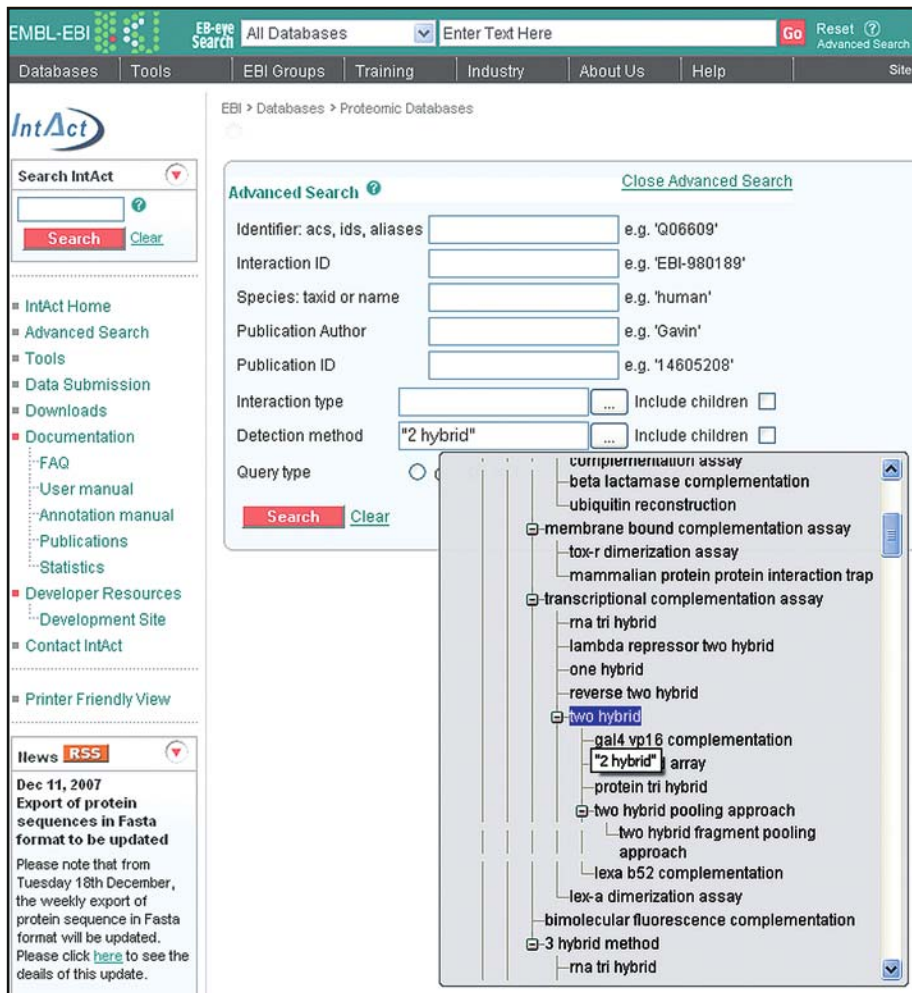 EMBL-EBI
EB-eye Search
All Databases
Enter Text Here
Go
Reset ?
Advanced Search
Databases
Tools
EBI Groups
Training
Industry
About Us
Help
Site
IntAct
EBI > Databases > Proteomic Databases
Search IntAct
?
Search
Clear
IntAct Home
Advanced Search
Tools
Data Submission
Downloads
Documentation
FAQ
User manual
Annotation manual
Publications
Statistics
Developer Resources
Development Site
Contact IntAct
Printer Friendly View
News RSS
Dec 11, 2007
Export of protein
sequences in Fasta
format to be updated
Please note that from
Tuesday 18th December,
the weekly export of
protein sequence in Fasta
format will be updated.
Please click here to see the
deails of this update.
Advanced Search ?
Close Advanced Search
Identifier: acs, ids, aliases
e.g. 'Q06609'
Interaction ID
e.g. 'EBI-980189'
Species: taxid or name
e.g. 'human'
Publication Author
e.g. 'Gavin'
Publication ID
e.g. '14605208'
Interaction type
...
Include children
Detection method
"2 hybrid"
...
Include children
Query type
Search
Clear
complementation assay
beta lactamase complementation
ubiquitin reconstruction
membrane bound complementation assay
tox-r dimerization assay
mammalian protein protein interaction trap
transcriptional complementation assay
rna tri hybrid
lambda repressor two hybrid
one hybrid
reverse two hybrid
two hybrid
gal4 vp16 complementation
"2 hybrid"
array
protein tri hybrid
two hybrid pooling approach
two hybrid fragment pooling
approach
lexa b52 complementation
lex-a dimerization assay
bimolecular fluorescence complementation
3 hybrid method
rna tri hybrid